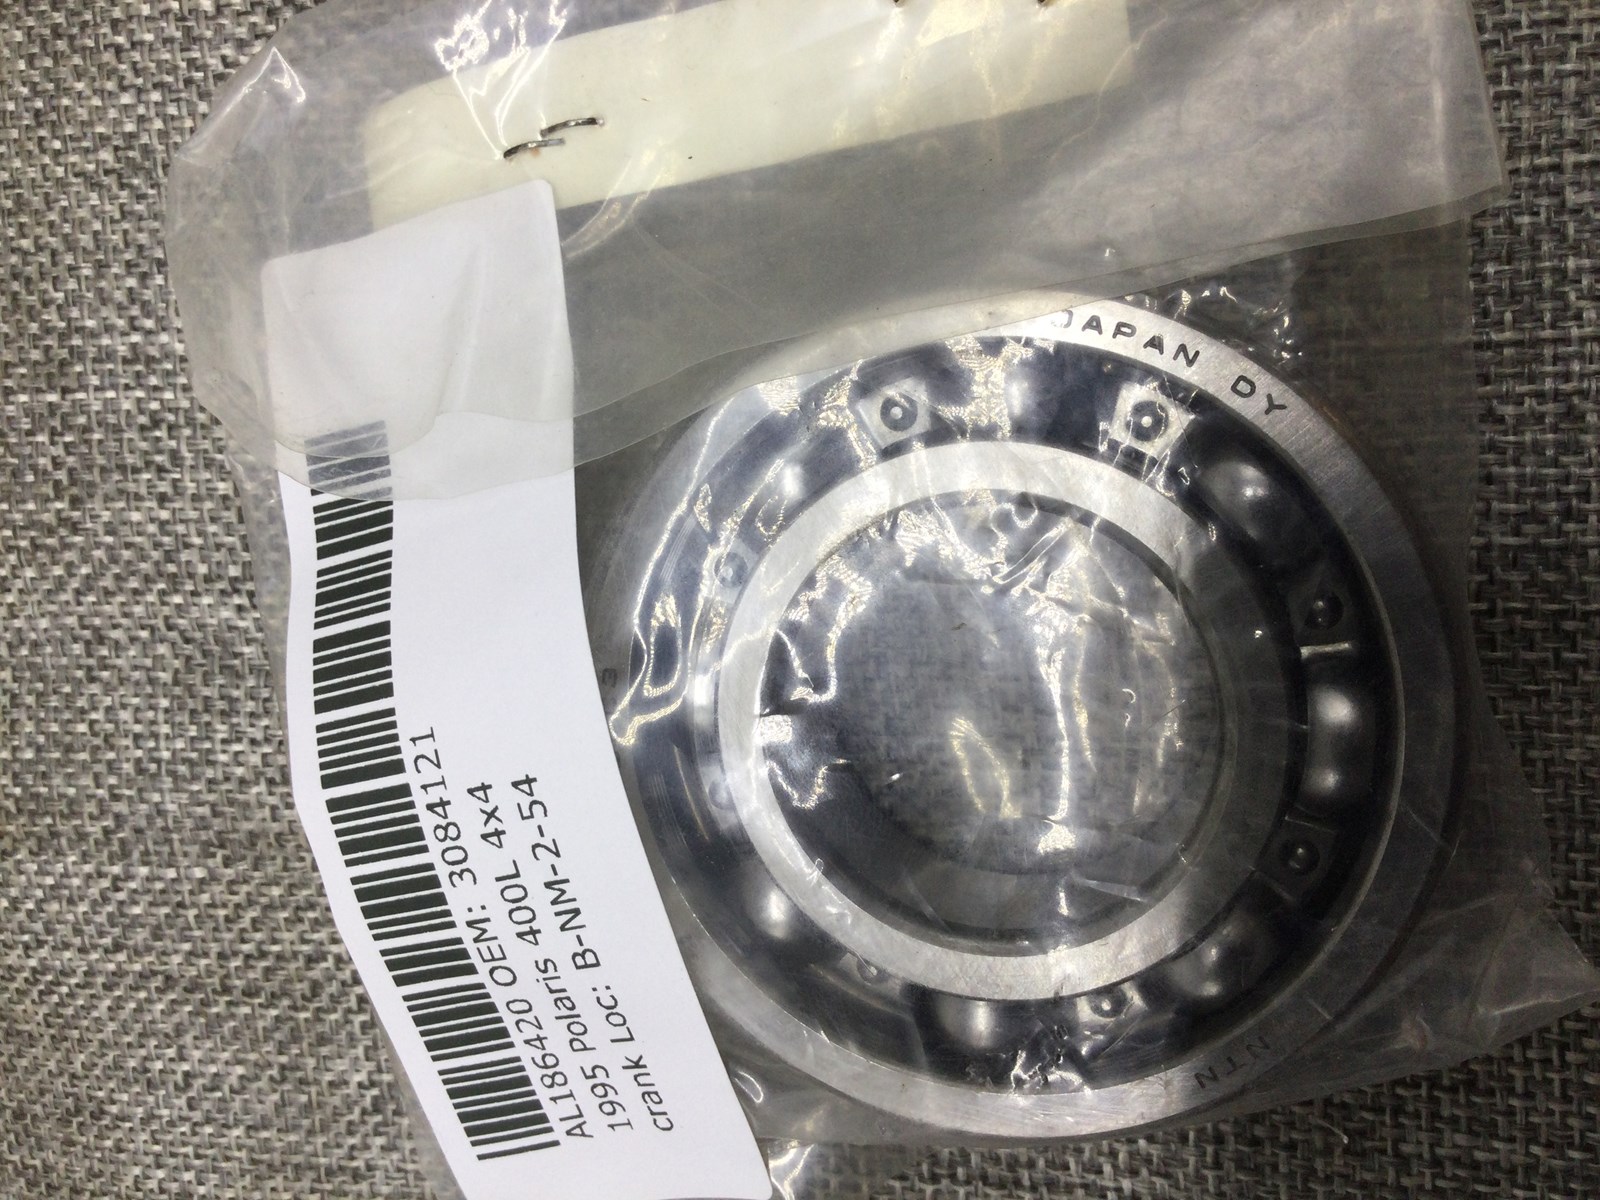 AL186420 OEM: 3084121
1995 Polaris 400L 4x4
crank Loc: B-NM-2-54
JAPAN DY
NTN